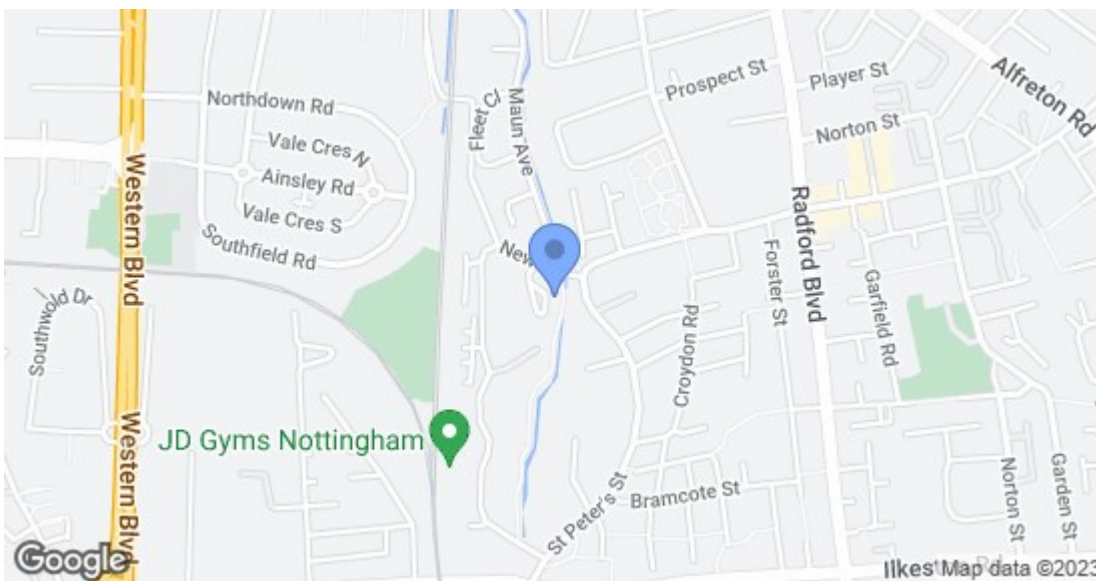 Prospect St
Player St
Alfreton Rd
Northdown Rd
Fleet Cl
Maun Ave
Norton St
Vale Cres N
Ainsley Rd
Western Blvd
Vale Cres S
Radford Blvd
Southfield Rd
New
Forster St
Garfield Rd
Southwold Dr
Croydon Rd
JD Gyms Nottingham
Western Blvd
Bramcote St
St Peter's St
Norton St
Garden St
Google
Ilkes
Map data ©2023